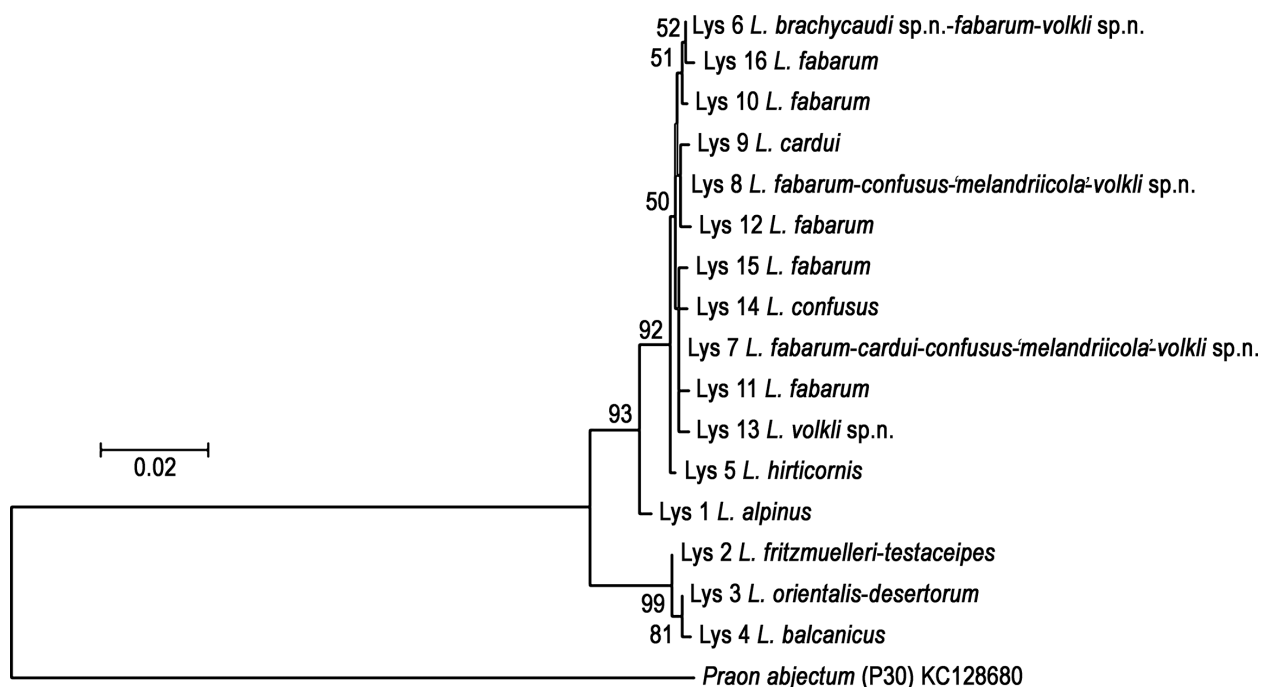 52
Lys 6 L. brachycaudi sp.n.-fabarum-volkli sp.n.
51
Lys 16 L. fabarum
Lys 10 L. fabarum
Lys 9 L. cardui
Lys 8 L. fabarum-confusus-'melandriicola'-volkli sp.n.
50
Lys 12 L. fabarum
Lys 15 L. fabarum
Lys 14 L. confusus
92
Lys 7 L. fabarum-cardui-confusus-'melandriicola'-volkli sp.n.
Lys 11 L. fabarum
93
Lys 13 L. volkli sp.n.
0.02
Lys 5 L. hirticornis
Lys 1 L. alpinus
Lys 2 L. fritzmuelleri-testaceipes
99
Lys 3 L. orientalis-desertorum
81
Lys 4 L. balcanicus
Praon abjectum (P30) KC128680